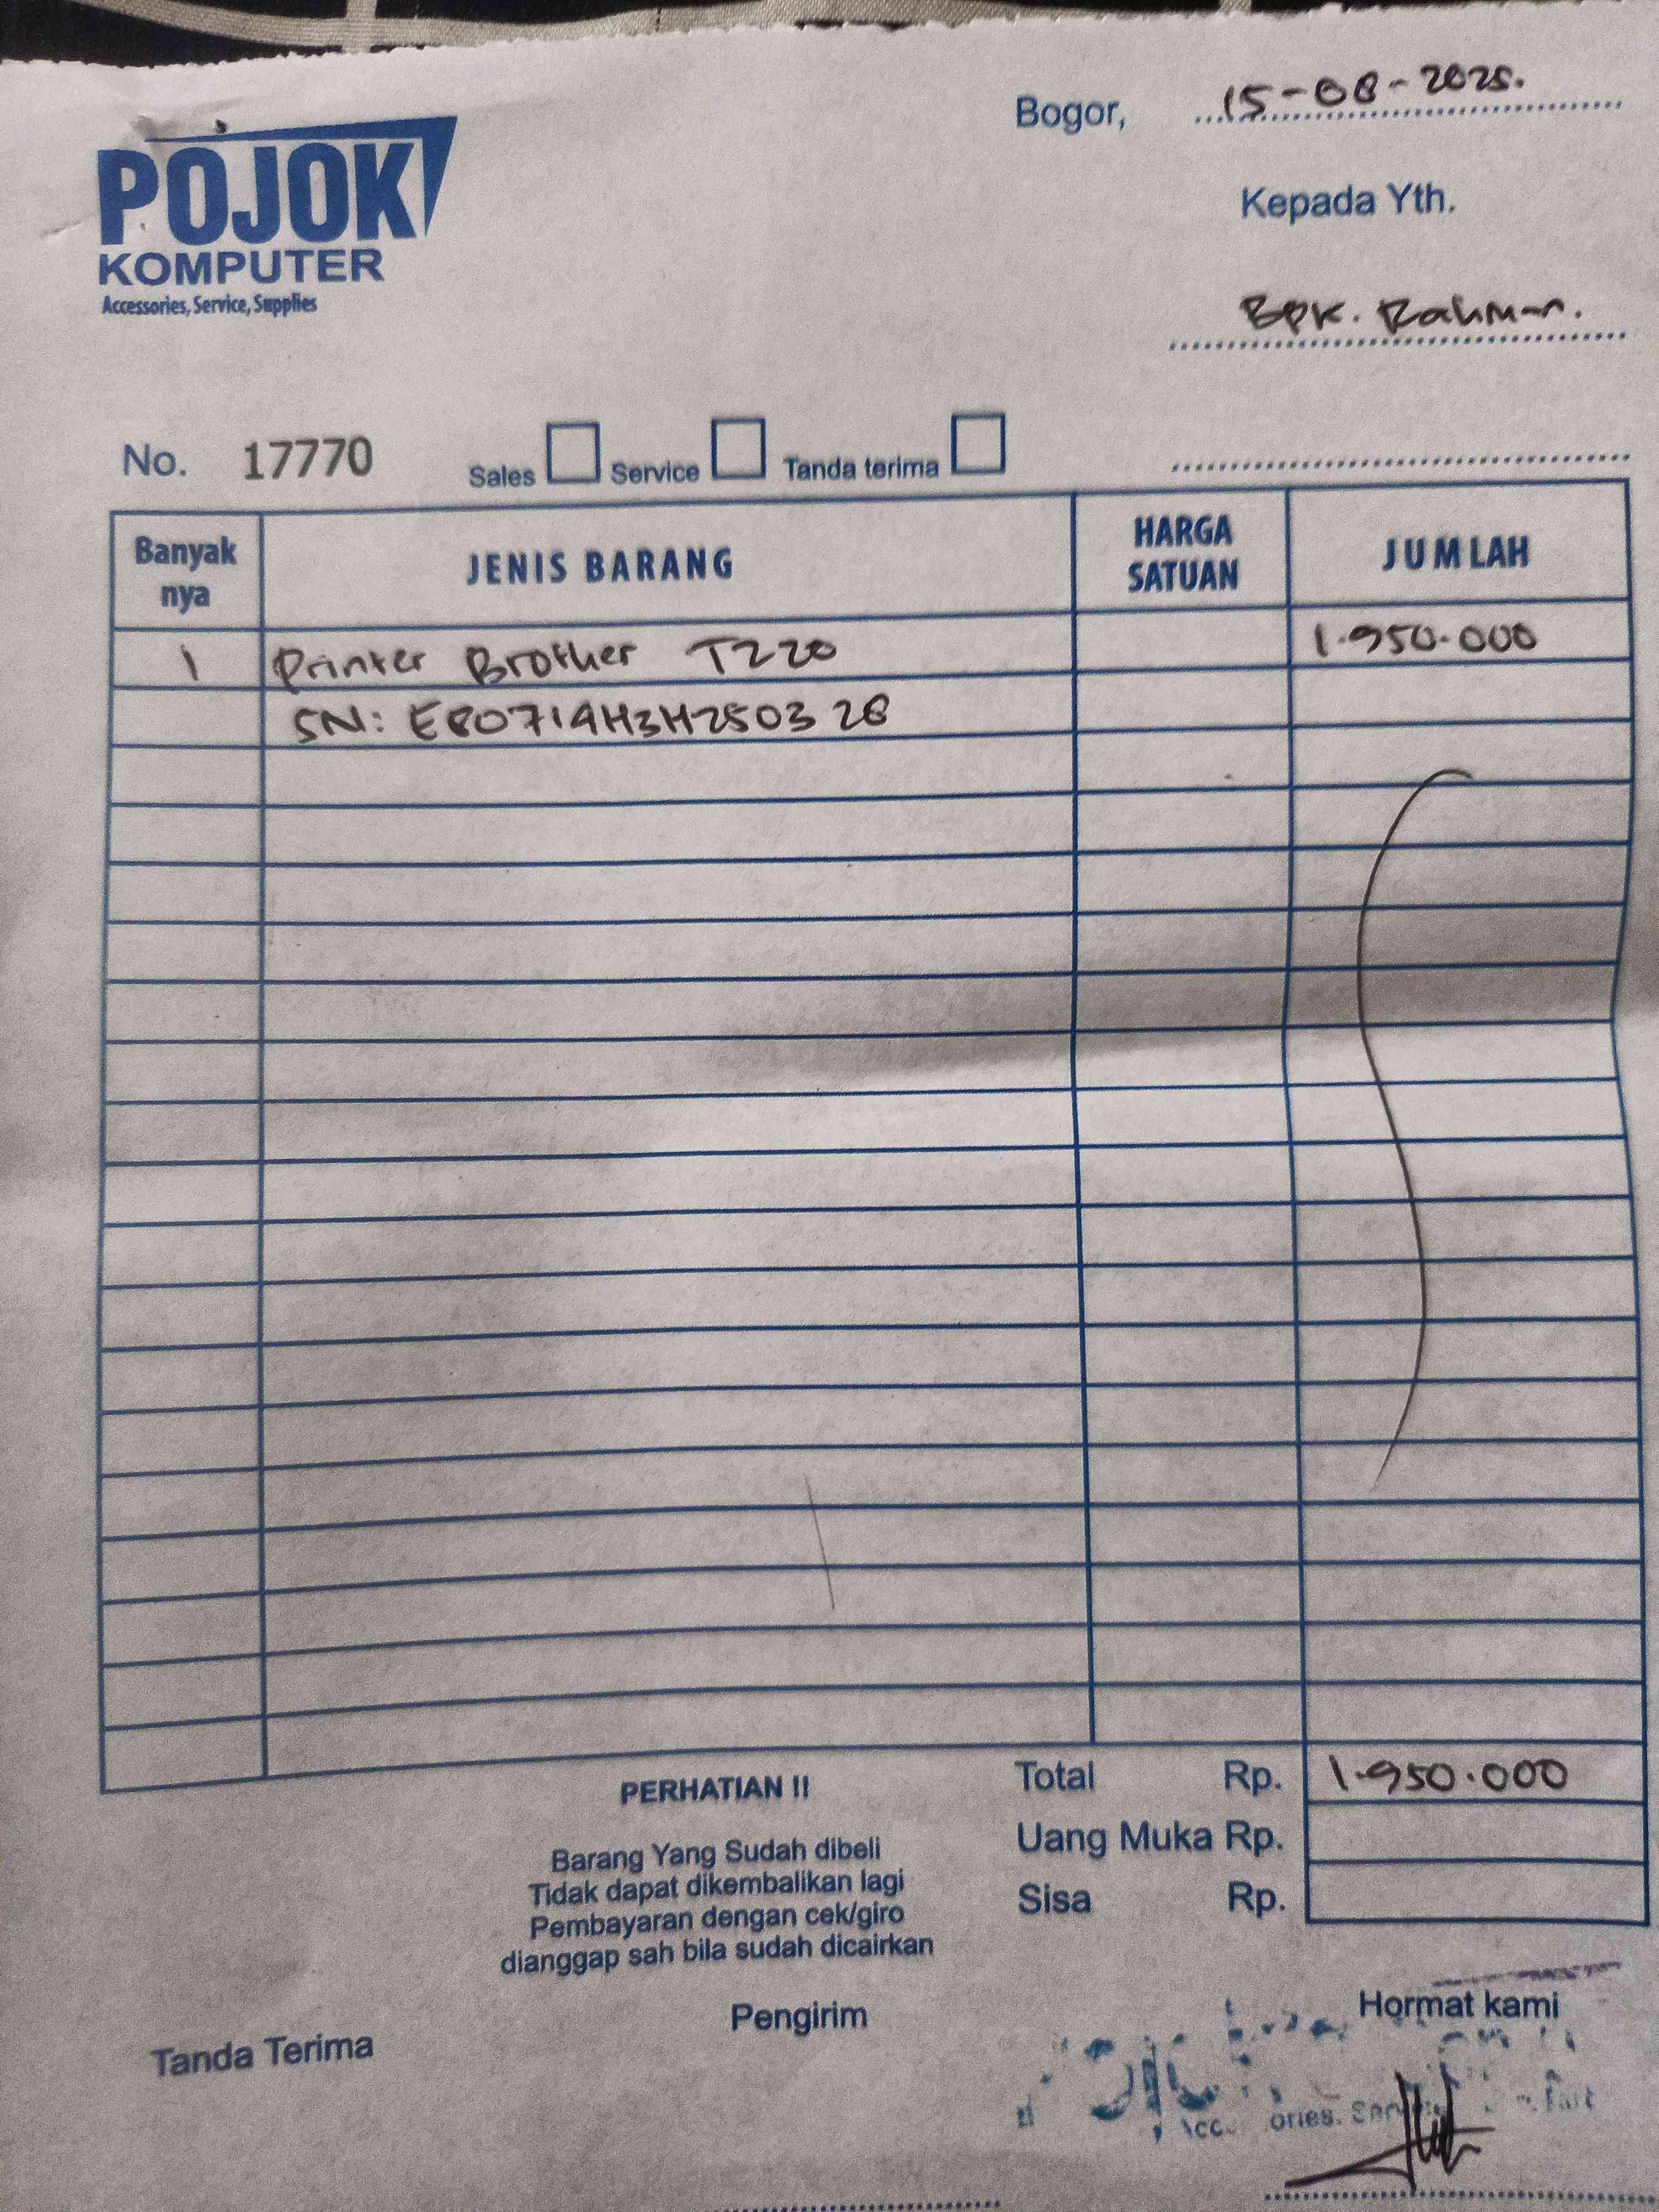 Bogor, 15-08-2025.
POJOK
KOMPUTER
Accessories, Service, Supplies
Kepada Yth.
Bpk. Rahman.
No. 17770 Sales Service Tanda terima
Banyak nya JENIS BARANG HARGA SATUAN JUMLAH
1 Printer Brother T220 1.950.000
SN: E80719H3H250328
Total Rp. 1.950.000
Uang Muka Rp.
Sisa Rp.
PERHATIAN !!
Barang Yang Sudah dibeli
Tidak dapat dikembalikan lagi
Pembayaran dengan cek/giro
dianggap sah bila sudah dicairkan
Tanda Terima Pengirim Hormat kami